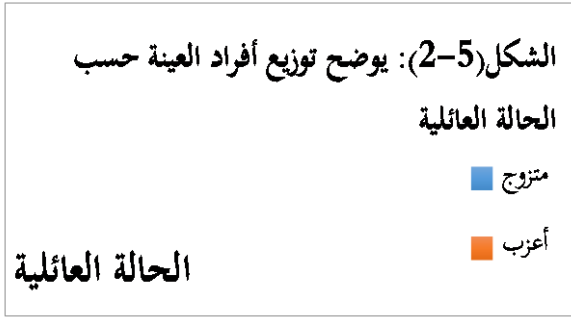 الشكل(5–2): يوضح توزيع أفراد العينة حسب
الحالة العائلية
متزوج
أعزب
الحالة العائلية